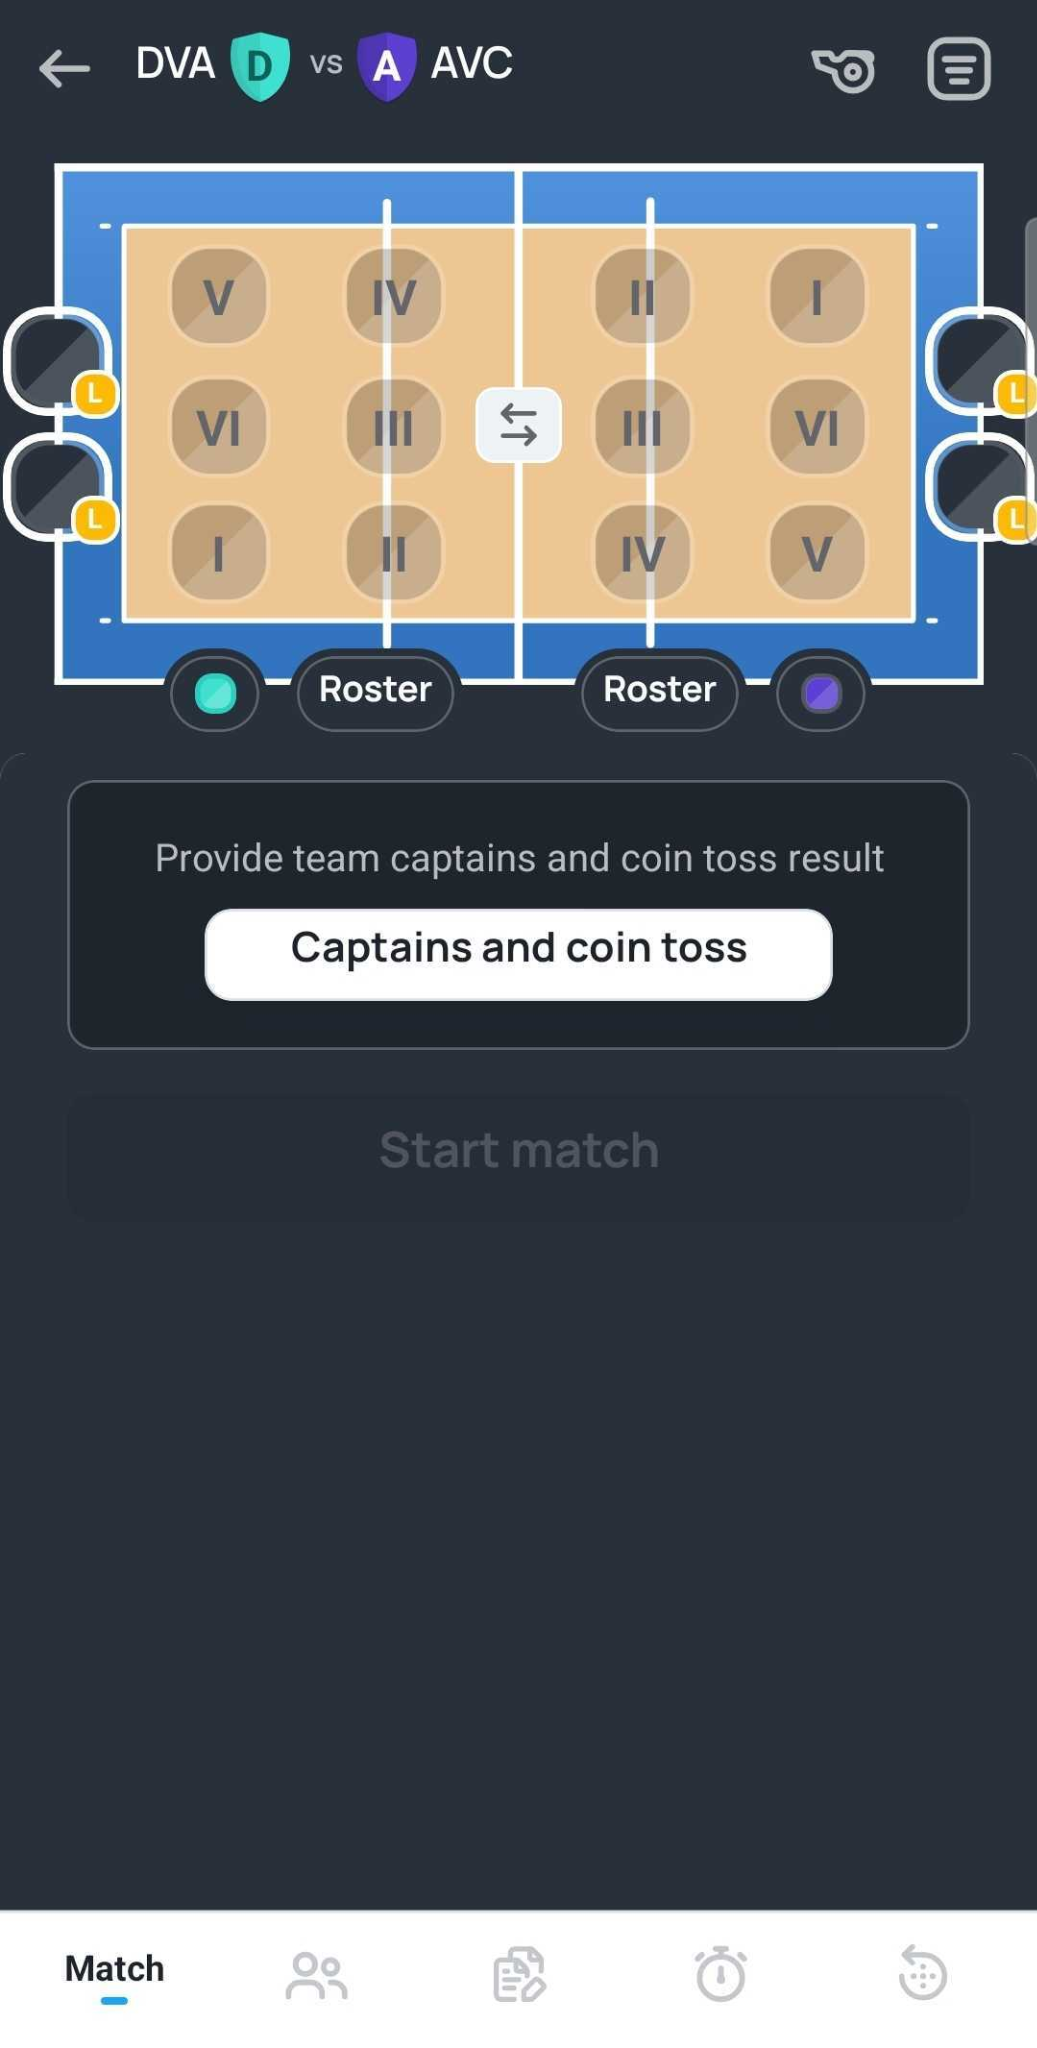 DVA D vs A AVC
V IV II I
L L
VI III III VI
L L
I II IV V
Roster Roster
Provide team captains and coin toss result
Captains and coin toss
Start match
Match